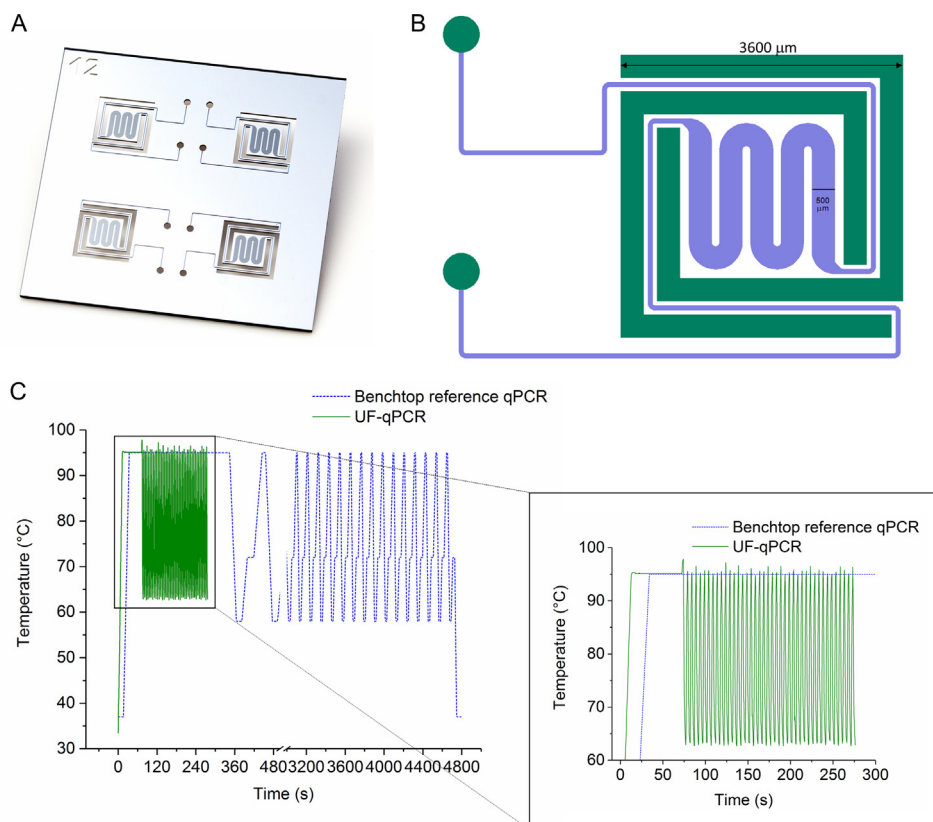 A
42
B
3600 μm
500
μm
C
Benchtop reference qPCR
UF-qPCR
100
90
80
70
60
50
40
30
Temperature (°C)
0 120 240 360 480 3200 3600 4000 4400 4800
Time (s)
Benchtop reference qPCR
UF-qPCR
100
90
80
70
60
Temperature (°C)
0 50 100 150 200 250 300
Time (s)